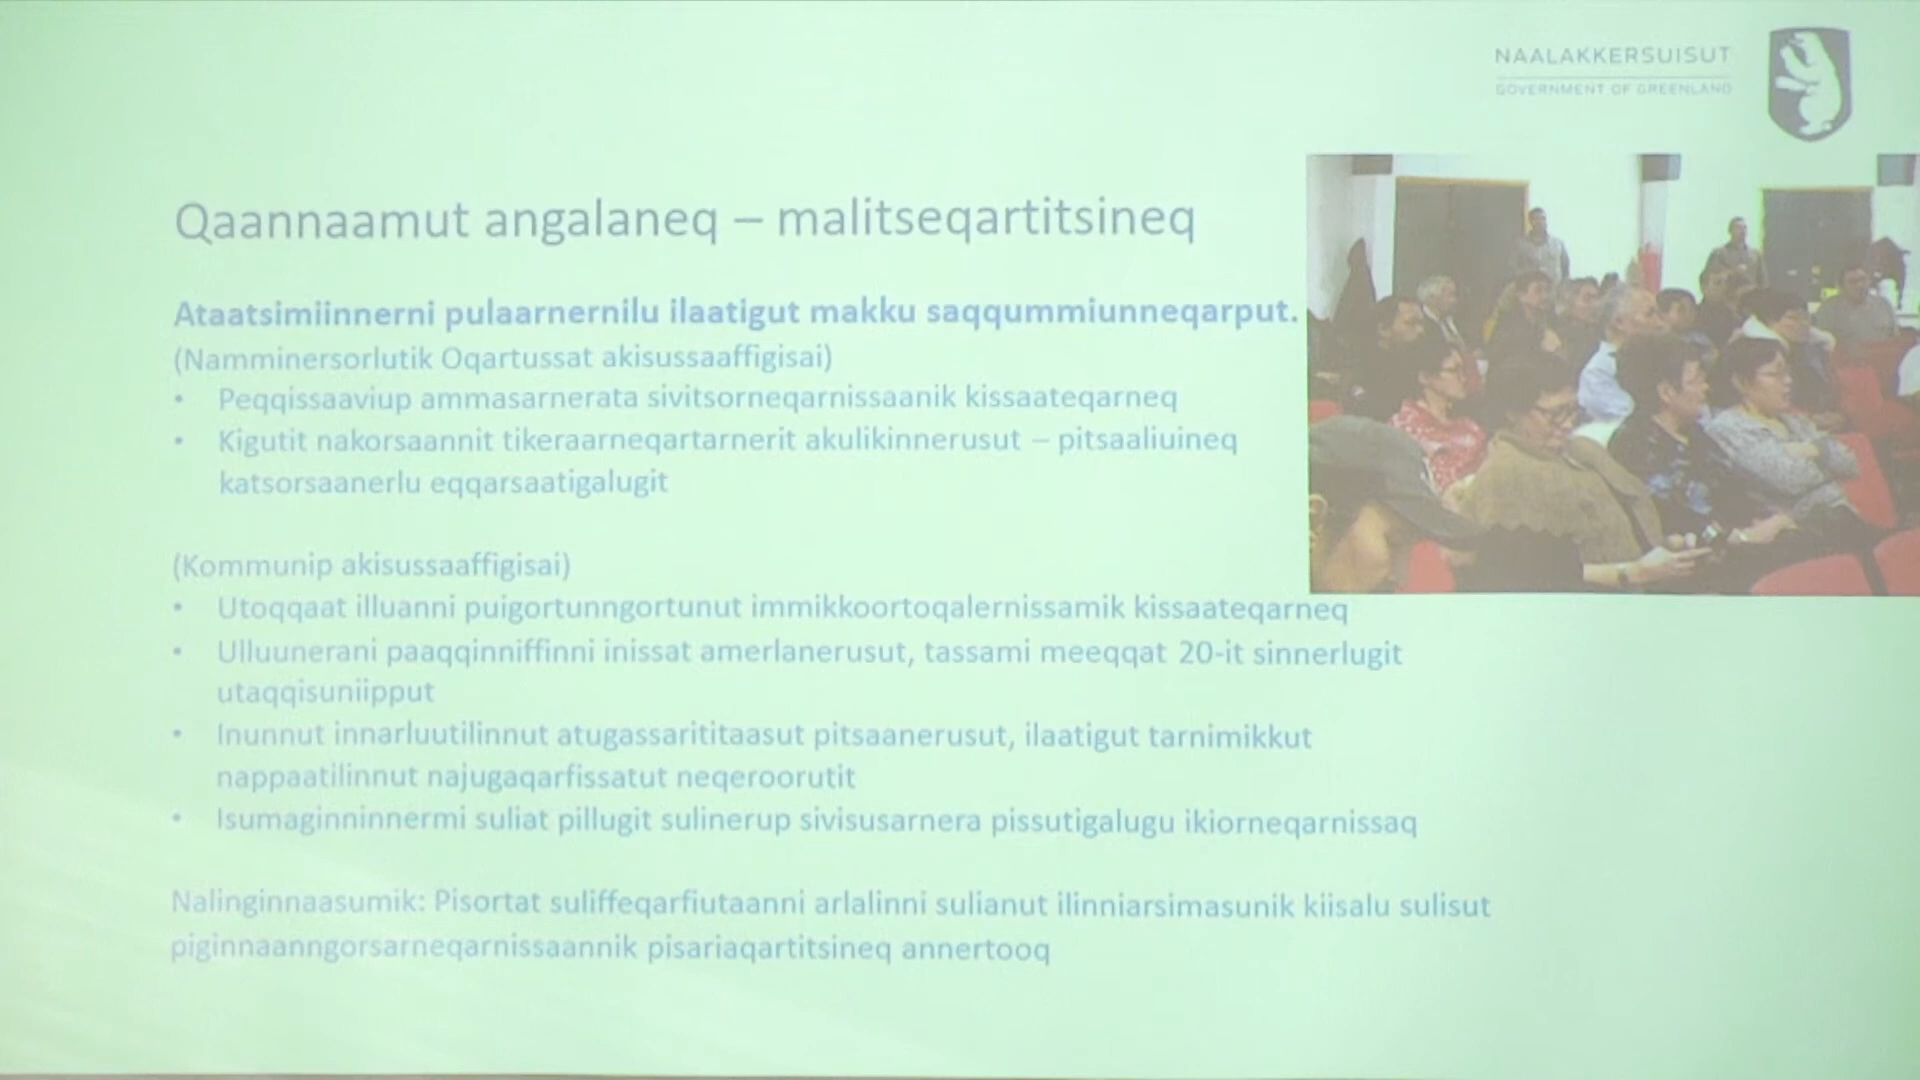 NAALAKKERSUISUT
GOVERNMENT OF GREENLAND
Qaannaamut angalaneq – malitseqartitsineq
Ataatsimiinnerni pulaarnernilu ilaatigut makku saqqummiunneqarput.
(Namminersorlutik Oqartussat akisussaaffigisai)
• Peqqissaaviup ammasarnerata sivitsorneqarnissaanik kissaateqarneq
• Kigutit nakorsaannit tikeraarneqartarnerit akulikinnerusut – pitsaaliuineq
katsorsaanerlu eqqarsaatigalugit
(Kommunip akisussaaffigisai)
• Utoqqaat illuanni puigortunngortunut immikkoortoqalernissamik kissaateqarneq
• Ulluunerani paaqqinniffinni inissat amerlanerusut, tassami meeqqat 20-it sinnerlugit
utaqqisuniipput
• Inunnut innarluutilinnut atugassarititaasut pitsaanerusut, ilaatigut tarnimikkut
nappaatilinnut najugaqarfissatut neqeroorutit
• Isumaginninnermi suliat pillugit sulinerup sivisusarnera pissutigalugu ikiorneqarnissaq
Nalinginnaasumik: Pisortat suliffeqarfiutaanni arlalinni sulianut ilinniarsimasunik kiisalu sulisut
piginnaanngorsarneqarnissaannik pisariaqartitsineq annertooq